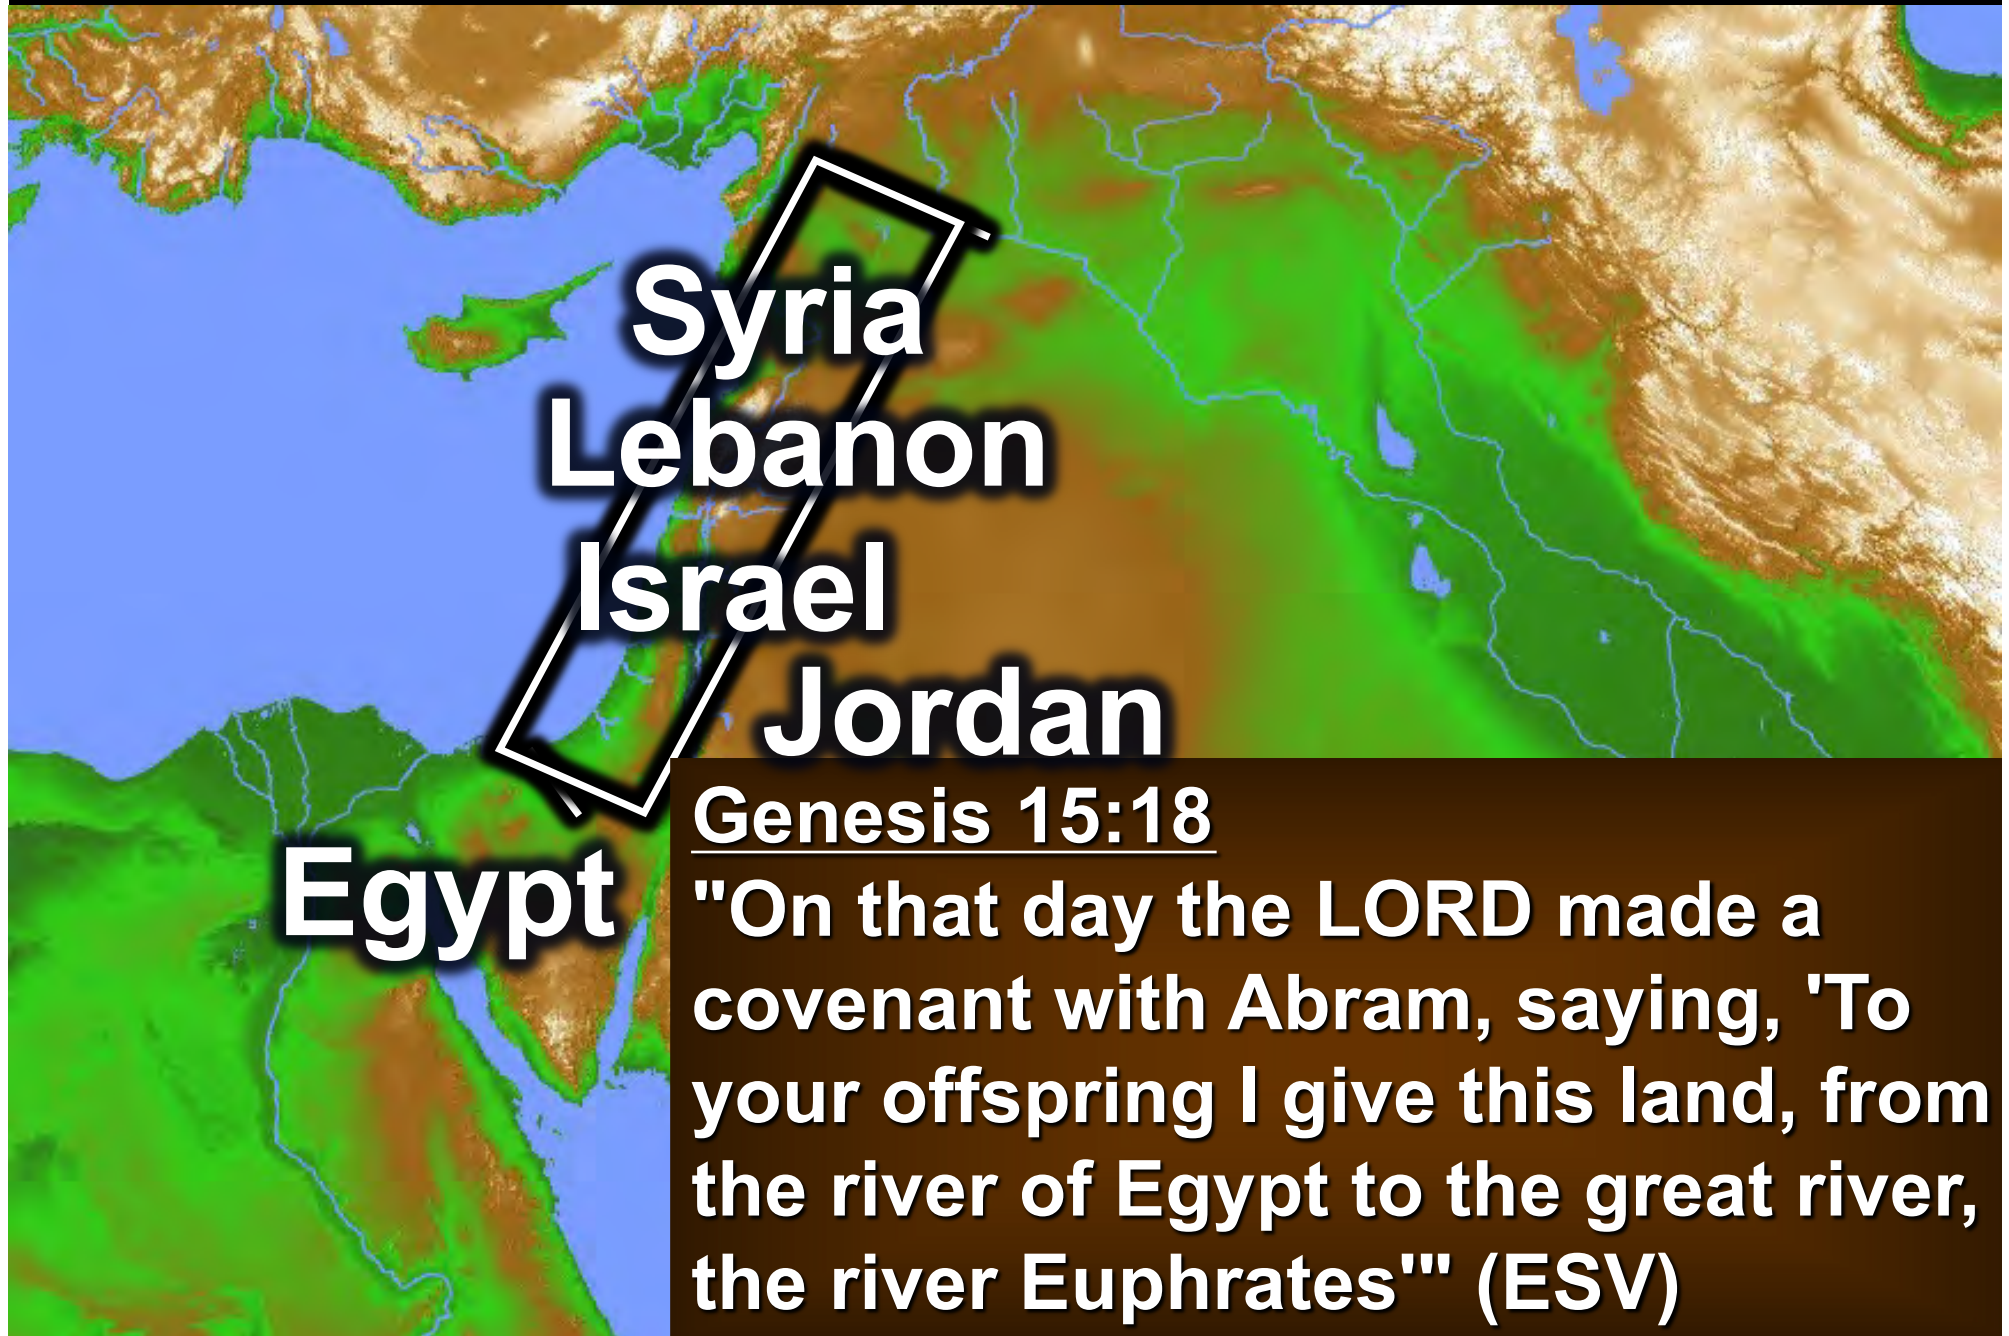 Syria
Lebanon
Israel
Jordan
Egypt
Genesis 15:18
"On that day the LORD made a
covenant with Abram, saying, 'To
your offspring I give this land, from
the river of Egypt to the great river,
the river Euphrates'" (ESV)